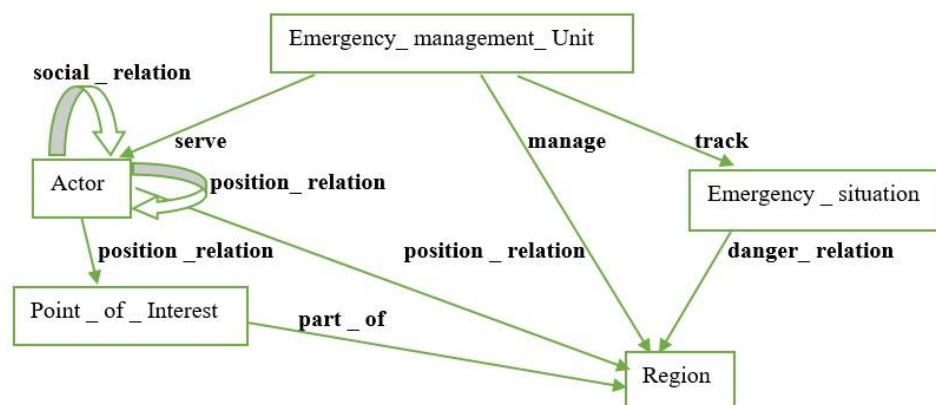 Emergency_ management_ Unit
social _ relation
serve
manage
track
Actor
position_ relation
Emergency _ situation
position _relation
position _ relation
danger_ relation
Point _ of _ Interest
part _ of
Region